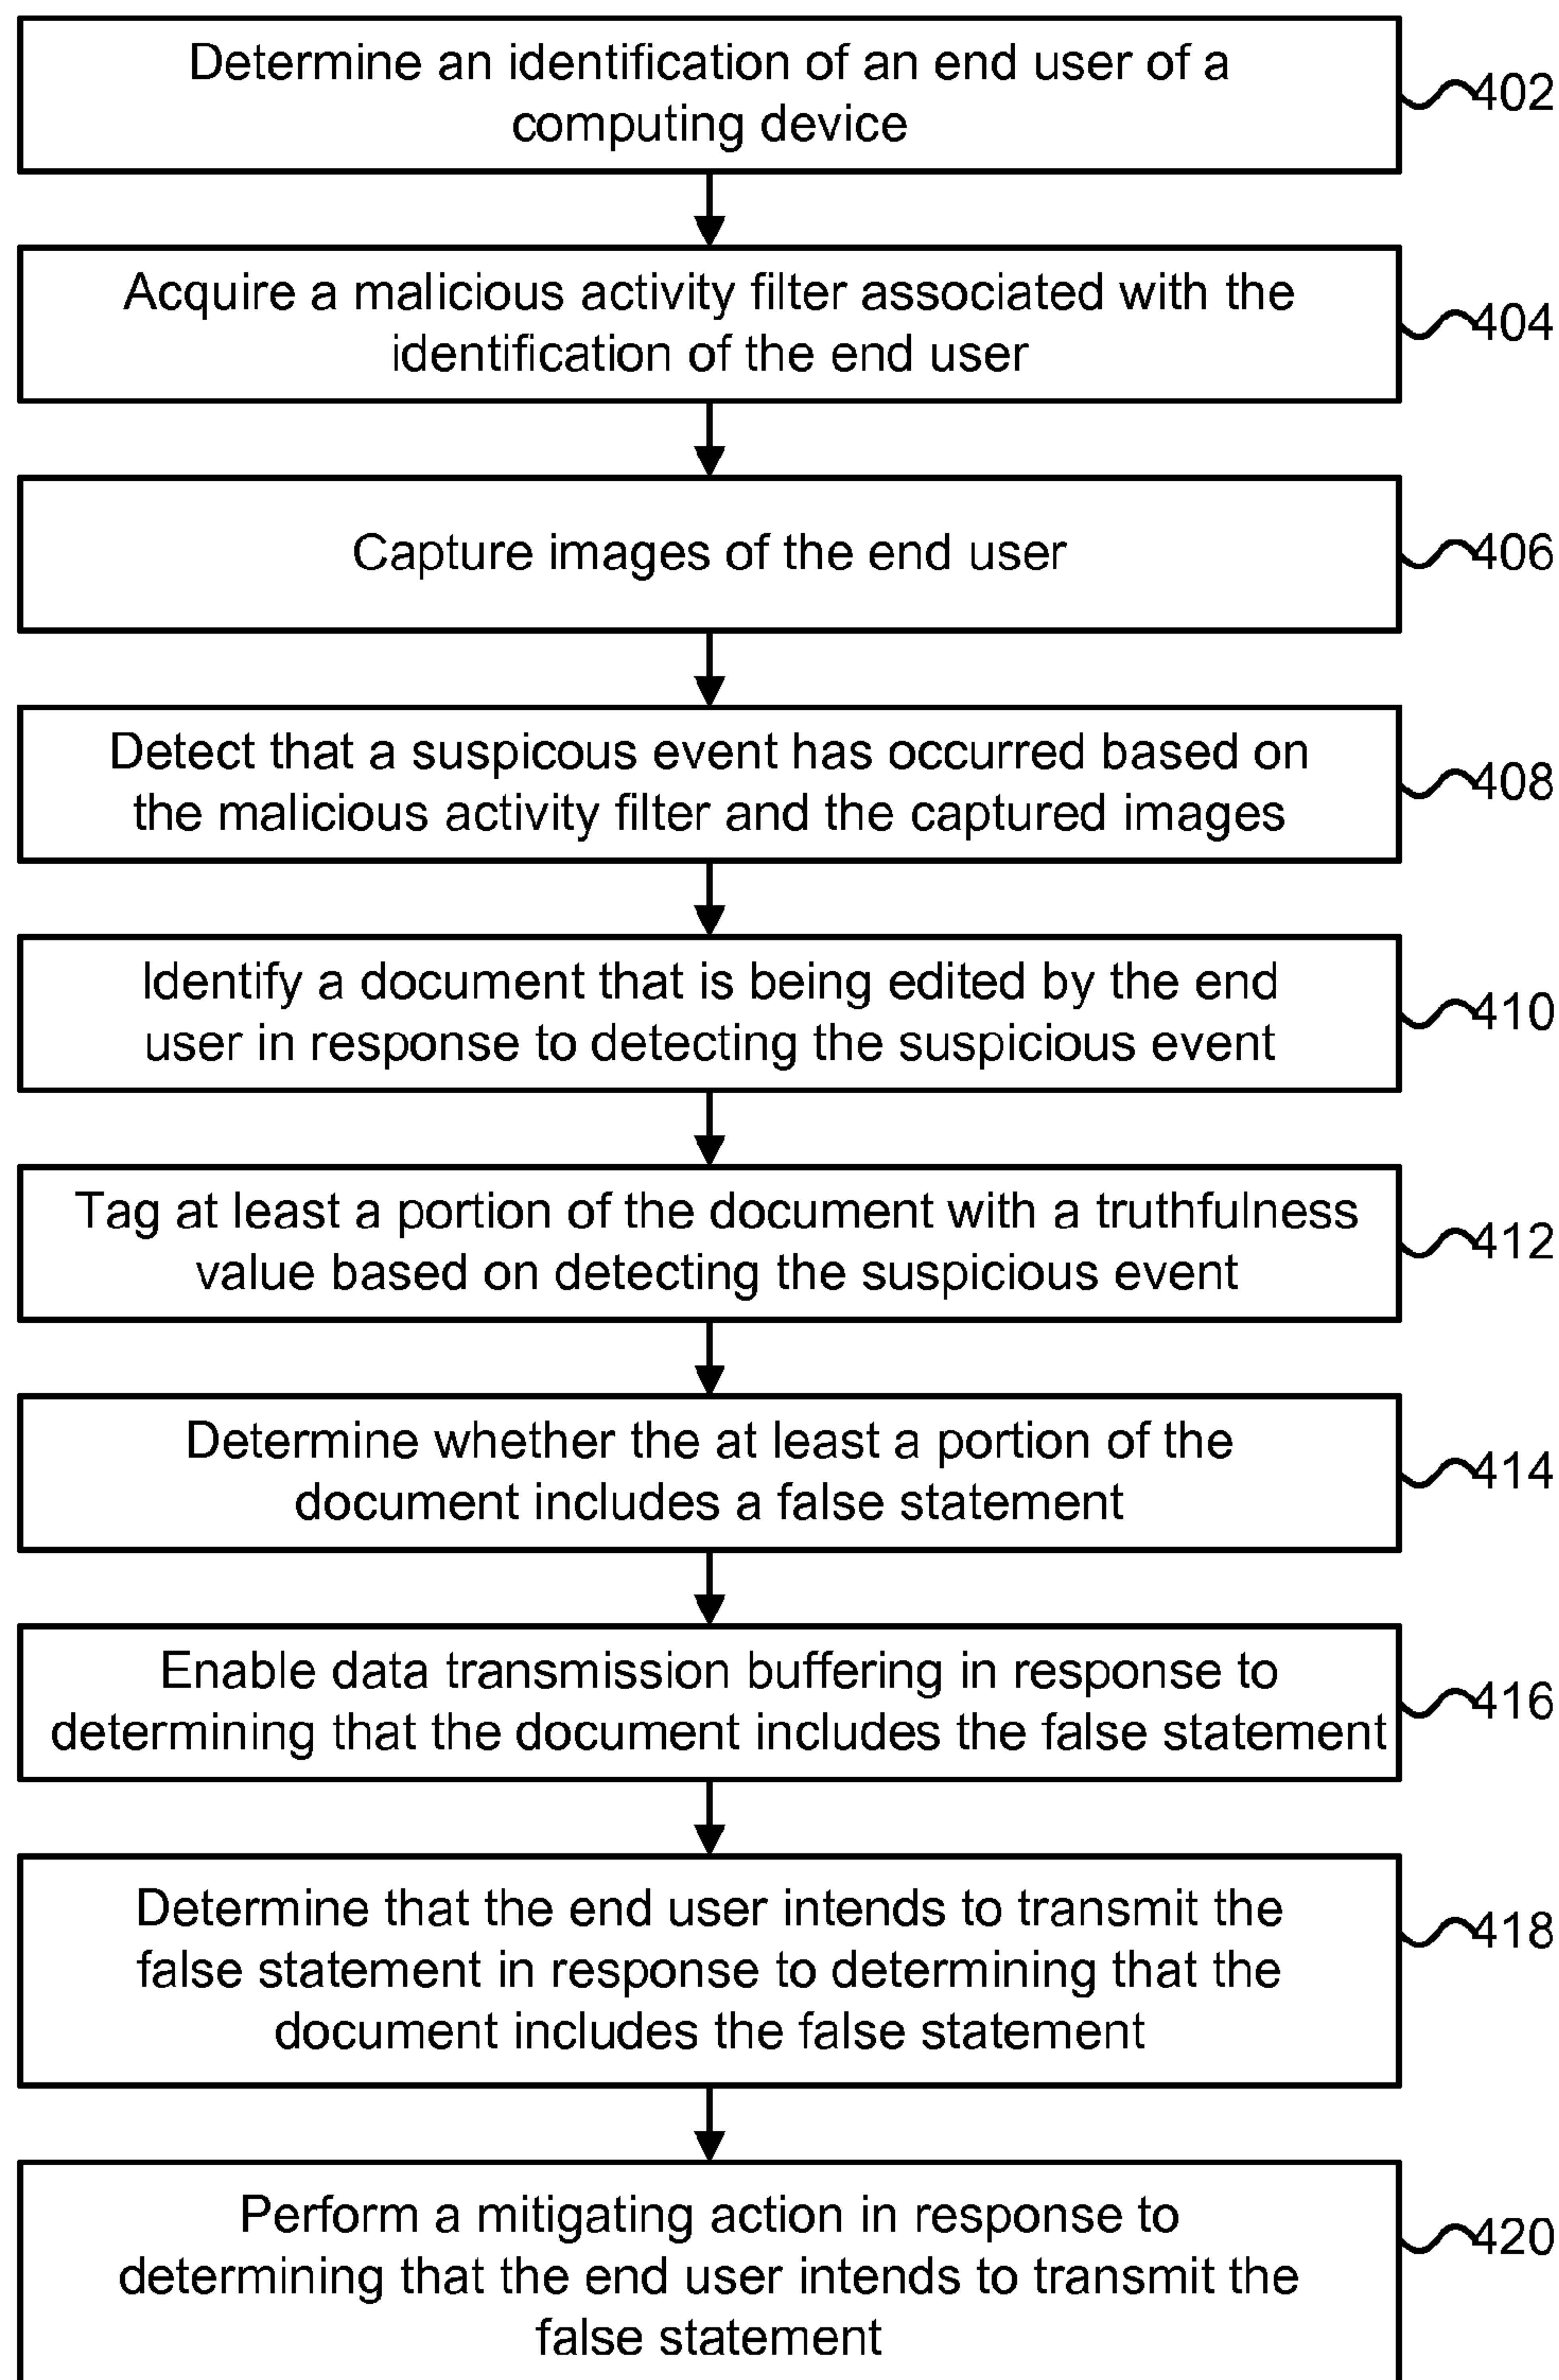 Determine an identification of an end user of a
computing device
402
Acquire a malicious activity filter associated with the
identification of the end user
404
Capture images of the end user
406
Detect that a suspicous event has occurred based on
the malicious activity filter and the captured images
408
Identify a document that is being edited by the end
user in response to detecting the suspicious event
410
Tag at least a portion of the document with a truthfulness
value based on detecting the suspicious event
412
Determine whether the at least a portion of the
document includes a false statement
414
Enable data transmission buffering in response to
determining that the document includes the false statement
416
Determine that the end user intends to transmit the
false statement in response to determining that the
document includes the false statement
418
Perform a mitigating action in response to
determining that the end user intends to transmit the
false statement
420